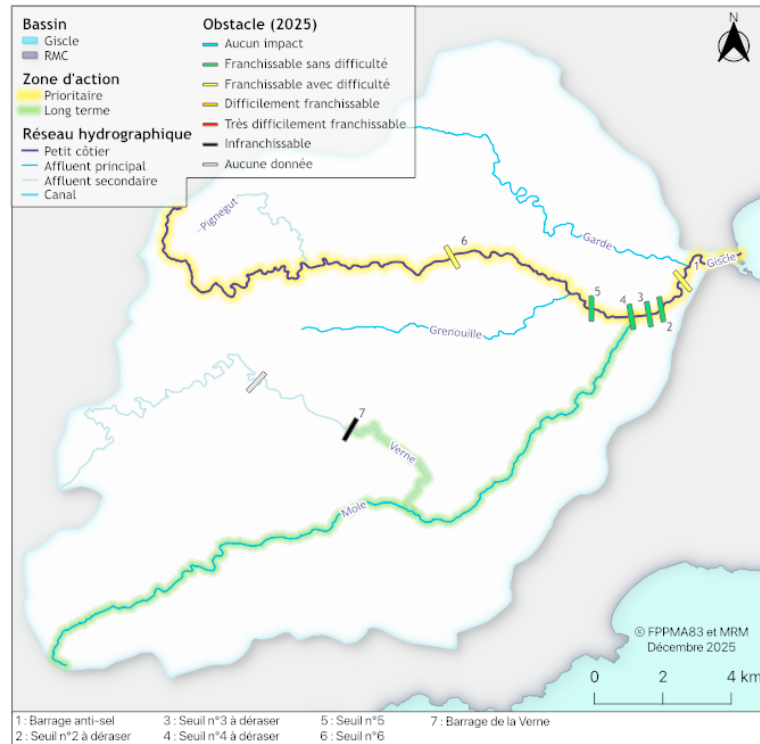 Bassin
Giscle
RMC
Zone d'action
Prioritaire
Long terme
Réseau hydrographique
Petit côtier
Affluent principal
Affluent secondaire
Canal
Obstacle (2025)
Aucun impact
Franchissable sans difficulté
Franchissable avec difficulté
Difficilement franchissable
Très difficilement franchissable
Infranchissable
Aucune donnée
N
Pignegut
6
Garde
1
Giscle
5
4
3
2
Grenouille
7
Verne
Mole
© FPPMA83 et MRM
Décembre 2025
0 2 4 km
1 : Barrage anti-sel 3 : Seuil n°3 à déraser 5 : Seuil n°5 7 : Barrage de la Verne
2 : Seuil n°2 à déraser 4 : Seuil n°4 à déraser 6 : Seuil n°6